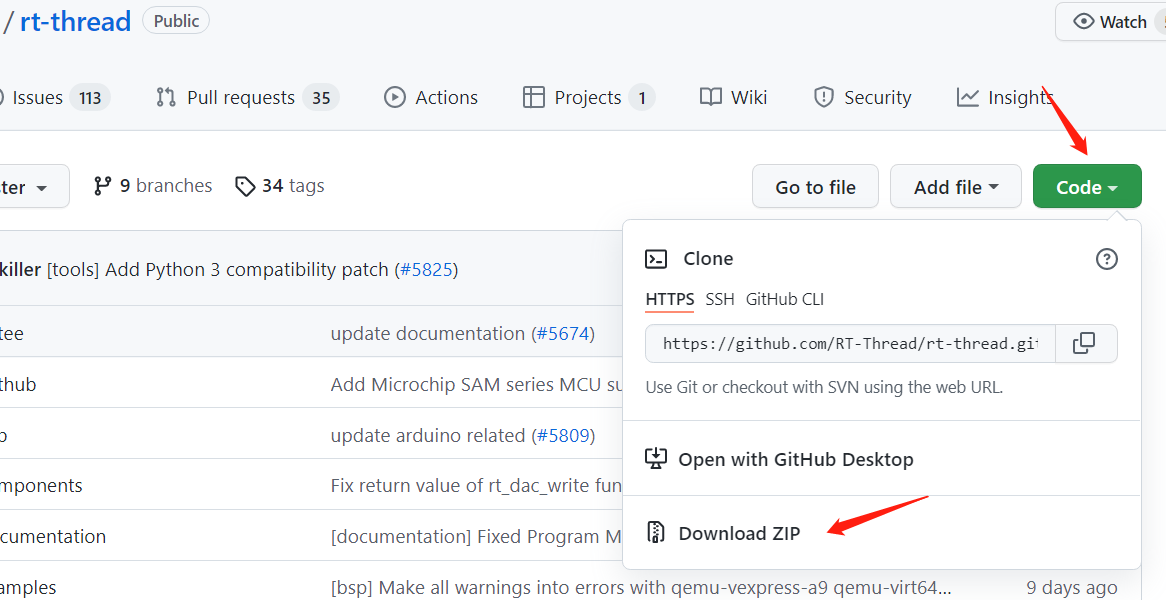 / rt-thread Public
Watch
Issues 113 Pull requests 35 Actions Projects 1 Wiki Security Insights
ter 9 branches 34 tags Go to file Add file Code
killer [tools] Add Python 3 compatibility patch (#5825)
Clone
HTTPS SSH GitHub CLI
https://github.com/RT-Thread/rt-thread.git
Use Git or checkout with SVN using the web URL.
Open with GitHub Desktop
Download ZIP
tee update documentation (#5674)
thub Add Microchip SAM series MCU su
p update arduino related (#5809)
mponents Fix return value of rt_dac_write fun
cumentation [documentation] Fixed Program M
amples [bsp] Make all warnings into errors with qemu-vexpress-a9 qemu-virt64... 9 days ago